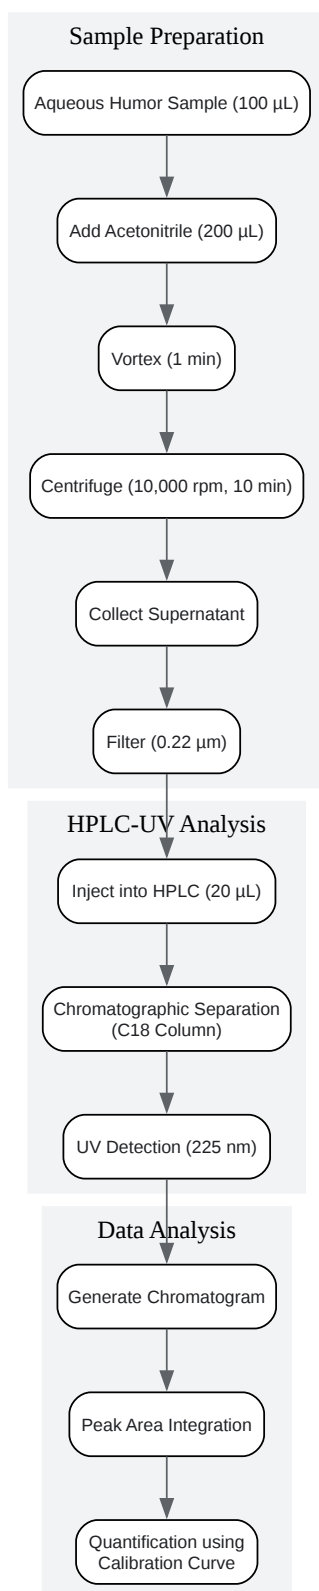 Sample Preparation
Aqueous Humor Sample (100 µL)
Add Acetonitrile (200 µL)
Vortex (1 min)
Centrifuge (10,000 rpm, 10 min)
Collect Supernatant
Filter (0.22 µm)
HPLC-UV Analysis
Inject into HPLC (20 µL)
Chromatographic Separation
(C18 Column)
UV Detection (225 nm)
Data Analysis
Generate Chromatogram
Peak Area Integration
Quantification using
Calibration Curve